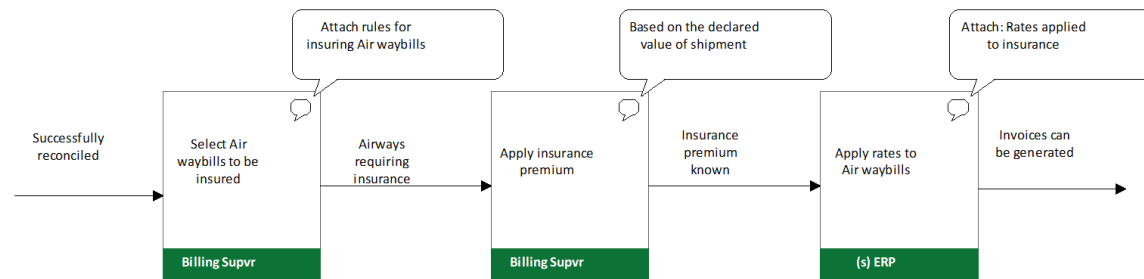 Attach rules for
insuring Air waybills
Based on the declared
value of shipment
Attach: Rates applied
to insurance
Successfully
reconciled
Select Air
waybills to be
insured
Airways
requiring
insurance
Apply insurance
premium
Insurance
premium
known
Apply rates to
Air waybills
Invoices can
be generated
Billing Supvr
Billing Supvr
(s) ERP